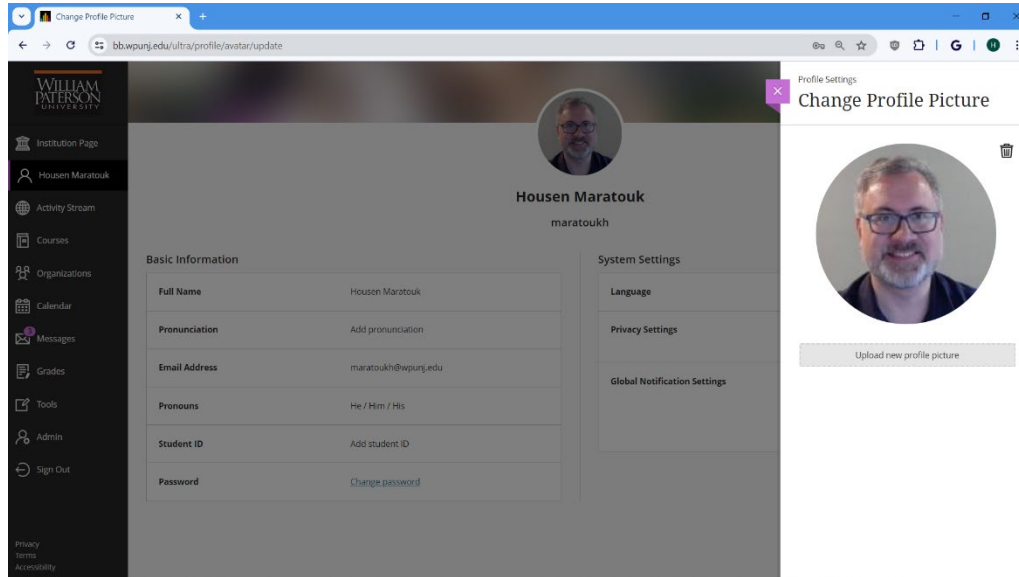 Change Profile Picture
bb.wpunj.edu/ultra/profile/avatar/update
G
H
WILLIAM
PATERSON
UNIVERSITY
Institution Page
Housen Maratouk
Activity Stream
Courses
Organizations
Calendar
3
Messages
Grades
Tools
Admin
Sign Out
Privacy
Terms
Accessibility
Housen Maratouk
maratoukh
Basic Information
Full Name Housen Maratouk
Pronunciation Add pronunciation
Email Address maratoukh@wpunj.edu
Pronouns He / Him / His
Student ID Add student ID
Password Change password
System Settings
Language
Privacy Settings
Global Notification Settings
Profile Settings
Change Profile Picture
Upload new profile picture